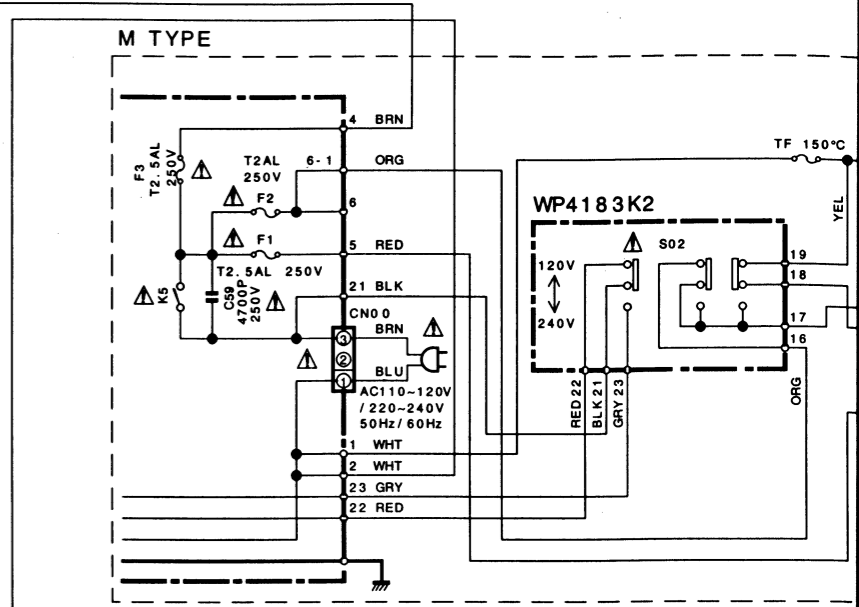 M TYPE
4 BRN
F3
T2.5AL
250V
T2AL
250V
6-1 ORG
F2
6
F1
5 RED
T2.5AL 250V
21 BLK
K5
C59
4700P
250V
CN00
3 BRN
2
1 BLU
AC110~120V
/ 220~240V
50Hz/60Hz
1 WHT
2 WHT
23 GRY
22 RED
TF 150°C
YEL
WP4183K2
S02
120V
240V
19
18
17
16
RED 22
BLK 21
GRY 23
ORG